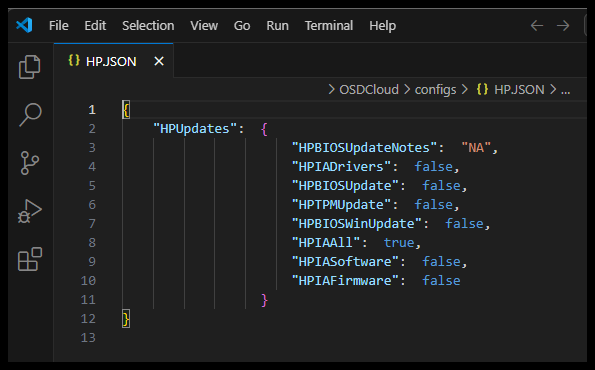 File Edit Selection View Go Run Terminal Help
HP.JSON
> OSDCloud > configs > {} HP.JSON > ...
1 {
2 "HPUpdates": {
3 "HPBIOSUpdateNotes": "NA",
4 "HPIADrivers": false,
5 "HPBIOSUpdate": false,
6 "HPTPMUpdate": false,
7 "HPBIOSWinUpdate": false,
8 "HPIAAll": true,
9 "HPIASoftware": false,
10 "HPIAFirmware": false
11 }
12 }
13